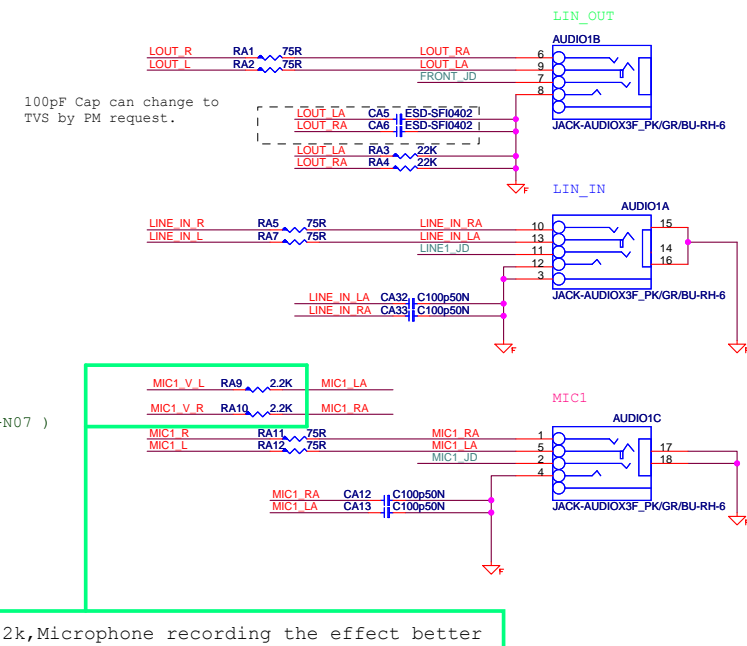 LIN_OUT
AUDIO1B
LOUT_R RA1 75R LOUT_RA 6
LOUT_L RA2 75R LOUT_LA 9
FRONT_JD 7
8
100pF Cap can change to
TVS by PM request.
LOUT_LA CA5 ESD-SFI0402
LOUT_RA CA6 ESD-SFI0402
JACK-AUDIOX3F_PK/GR/BU-RH-6
LOUT_LA RA3 22K
LOUT_RA RA4 22K
F
LIN_IN
AUDIO1A
LINE_IN_R RA5 75R LINE_IN_RA 10 15
LINE_IN_L RA7 75R LINE_IN_LA 13
LINE1_JD 11 14
12 16
3
JACK-AUDIOX3F_PK/GR/BU-RH-6
LINE_IN_LA CA32 C100p50N
LINE_IN_RA CA33 C100p50N
F F
MIC1_V_L RA9 2.2K MIC1_LA
MIC1
MIC1_V_R RA10 2.2K MIC1_RA
AUDIO1C
N07 )
MIC1_R RA11 75R MIC1_RA 1
MIC1_L RA12 75R MIC1_LA 5 17
MIC1_JD 2 18
4
MIC1_RA CA12 C100p50N
MIC1_LA CA13 C100p50N
JACK-AUDIOX3F_PK/GR/BU-RH-6
F
F
2k,Microphone recording the effect better